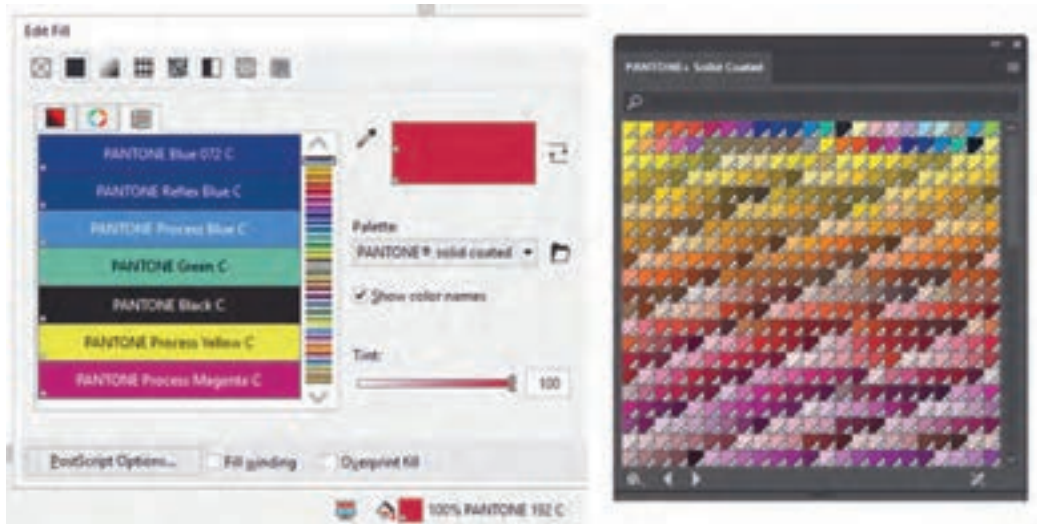 Edit Fill
PANTONE Blue 072 C
PANTONE Reflex Blue C
PANTONE Process Blue C
PANTONE Green C
PANTONE Black C
PANTONE Process Yellow C
PANTONE Process Magenta C
Palette:
PANTONE® solid coated
Show color names
Tint:
100
PostScript Options...
Fill winding
Overprint fill
100% PANTONE 192 C
PANTONE+ Solid Coated